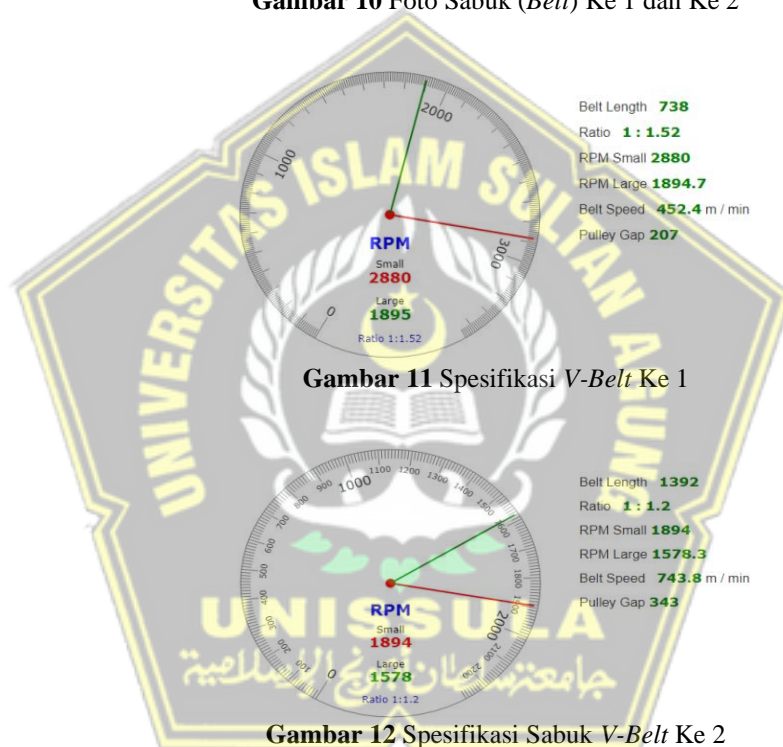 Gambar 10 Foto Sabuk (Belt) Ke 1 dan Ke 2
Belt Length 738
Ratio 1 : 1.52
RPM Small 2880
RPM Large 1894.7
Belt Speed 452.4 m / min
Pulley Gap 207
0
1000
2000
3000
RPM
Small
2880
Large
1895
Ratio 1:1.52
Gambar 11 Spesifikasi V-Belt Ke 1
Belt Length 1392
Ratio 1 : 1.2
RPM Small 1894
RPM Large 1578.3
Belt Speed 743.8 m / min
Pulley Gap 343
0
100
200
300
400
500
600
700
800
900
1000
1100
1200
1300
1400
1500
1600
1700
1800
1900
2000
2100
2200
RPM
Small
1894
Large
1578
Ratio 1:1.2
Gambar 12 Spesifikasi Sabuk V-Belt Ke 2
UNIVERSITAS ISLAM SULTAN AGUNG
UNISSULA
جامعتسلطان أجونج الإسلامية